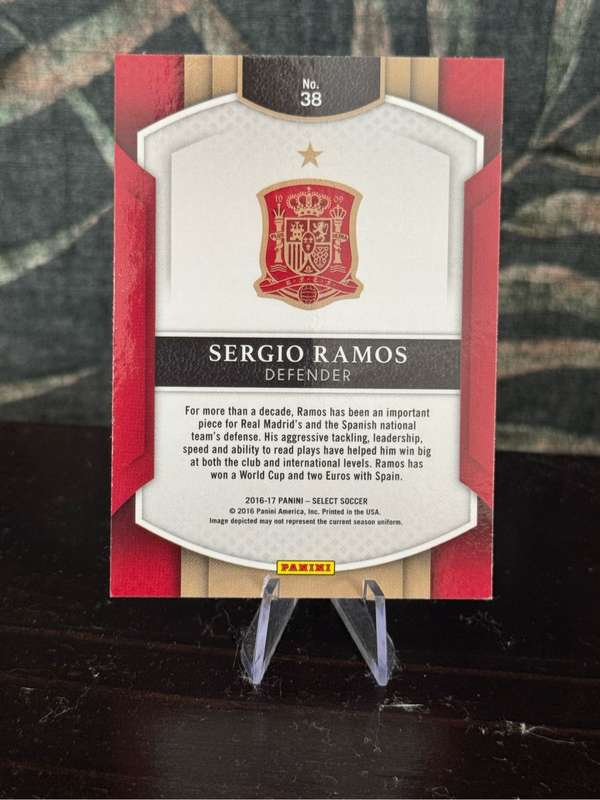 No.
38
SERGIO RAMOS
DEFENDER
For more than a decade, Ramos has been an important
piece for Real Madrid's and the Spanish national
team's defense. His aggressive tackling, leadership,
speed and ability to read plays have helped him win big
at both the club and international levels. Ramos has
won a World Cup and two Euros with Spain.
2016-17 PANINI – SELECT SOCCER
© 2016 Panini America, Inc. Printed in the USA.
Image depicted may not represent the current season uniform.
PANINI